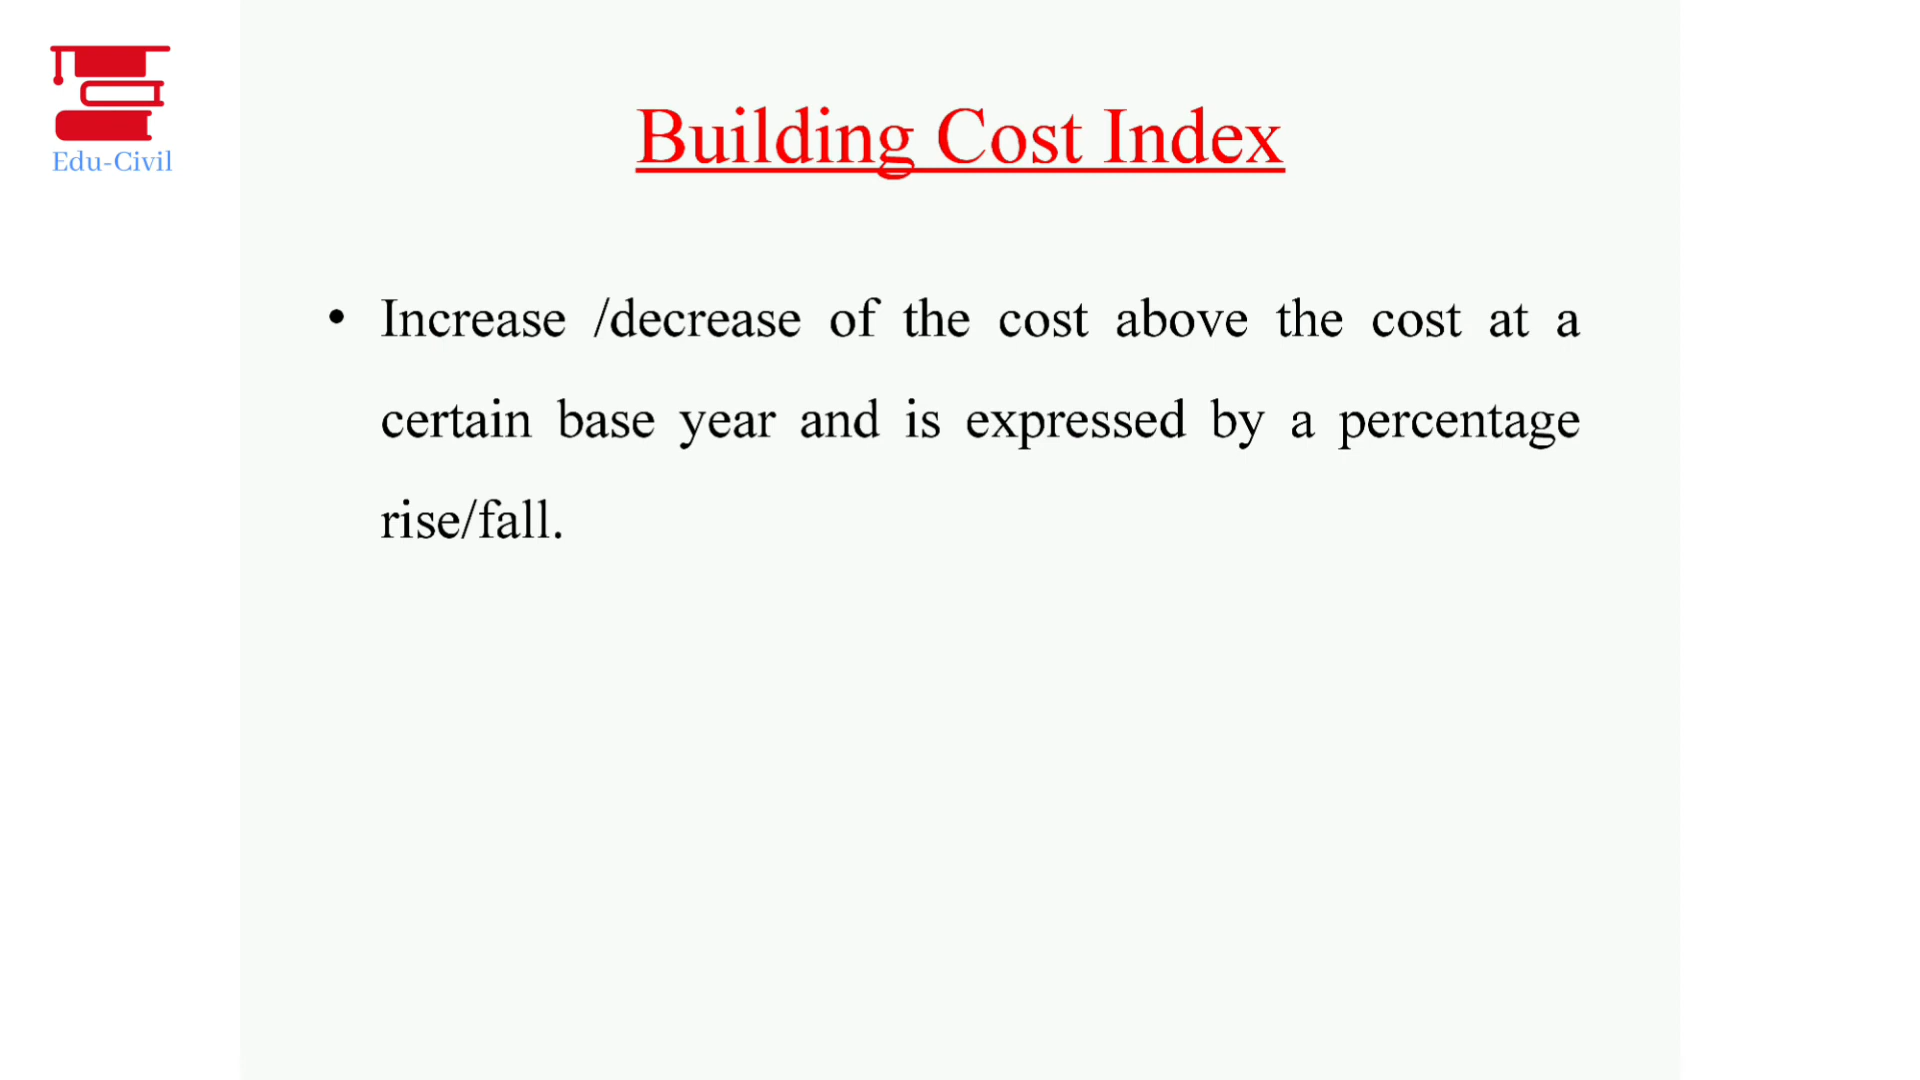 Edu-Civil
Building Cost Index
• Increase /decrease of the cost above the cost at a
certain base year and is expressed by a percentage
rise/fall.